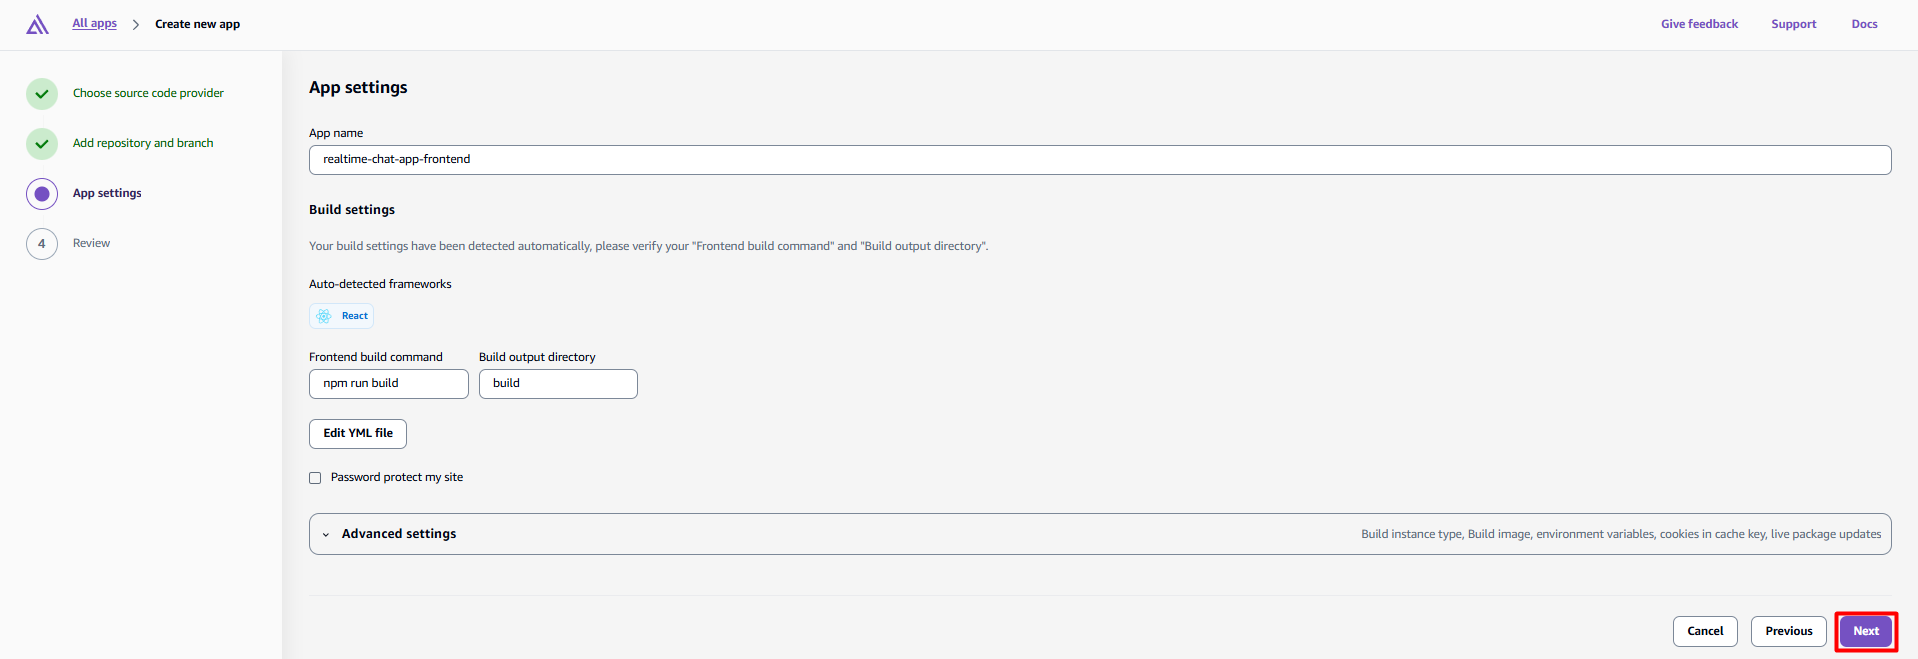 All apps > Create new app
Give feedback Support Docs
Choose source code provider
Add repository and branch
App settings
4 Review
App settings
App name
realtime-chat-app-frontend
Build settings
Your build settings have been detected automatically, please verify your "Frontend build command" and "Build output directory".
Auto-detected frameworks
React
Frontend build command Build output directory
npm run build build
Edit YML file
Password protect my site
Advanced settings Build instance type, Build image, environment variables, cookies in cache key, live package updates
Cancel Previous Next